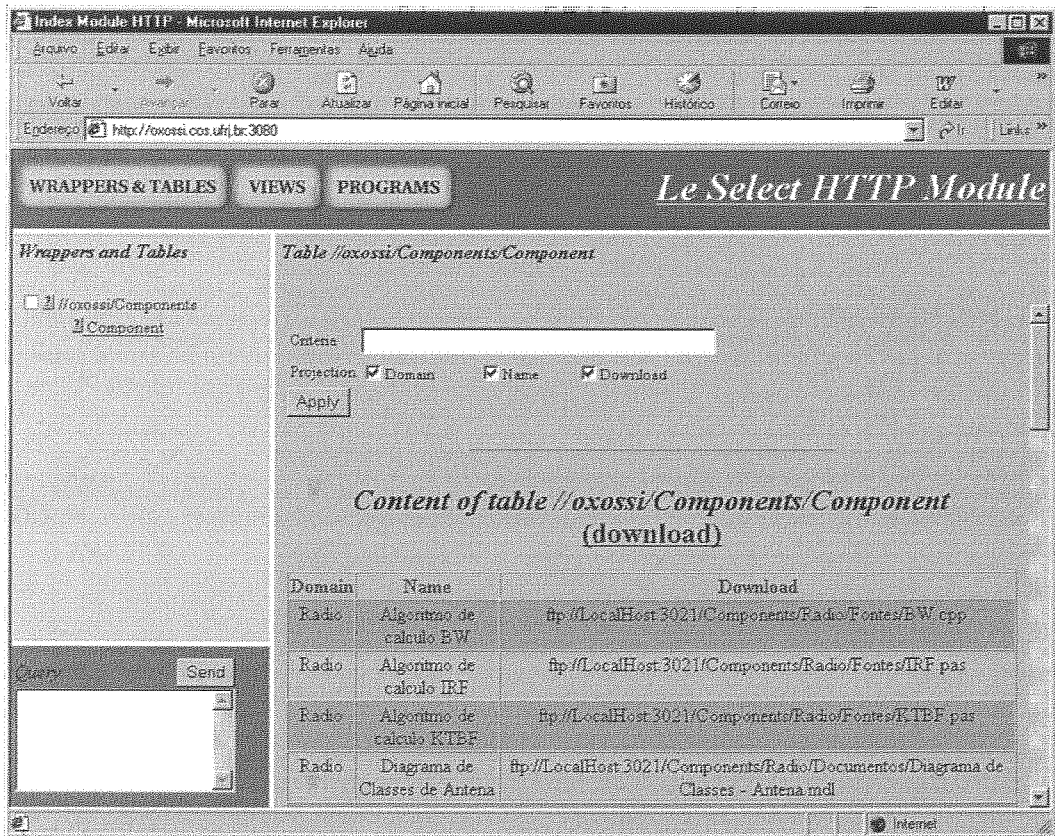 Index Module HTTP - Microsoft Internet Explorer
Arquivo Editar Exibir Favoritos Ferramentas Ajuda
Voltar Avançar Parar Atualizar Página inicial Pesquisar Favoritos Histórico Correio Imprimir Editar
Endereço http://oxossi.cos.ufrj.br:3080 Ir Links
WRAPPERS & TABLES VIEWS PROGRAMS Le Select HTTP Module
Wrappers and Tables
//oxossi/Components
Component
Query Send
Table //oxossi/Components/Component
Criteria
Projection Domain Name Download
Apply
Content of table //oxossi/Components/Component
(download)
Domain Name Download
Radio Algoritmo de ftp://LocalHost:3021/Components/Radio/Fontes/BW.cpp
calculo BW
Radio Algoritmo de ftp://LocalHost:3021/Components/Radio/Fontes/IRF.pas
calculo IRF
Radio Algoritmo de ftp://LocalHost:3021/Components/Radio/Fontes/KTBF.pas
calculo KTBF
Radio Diagrama de ftp://LocalHost:3021/Components/Radio/Documentos/Diagrama de
Classes de Antena Classes - Antena.mdl
Internet